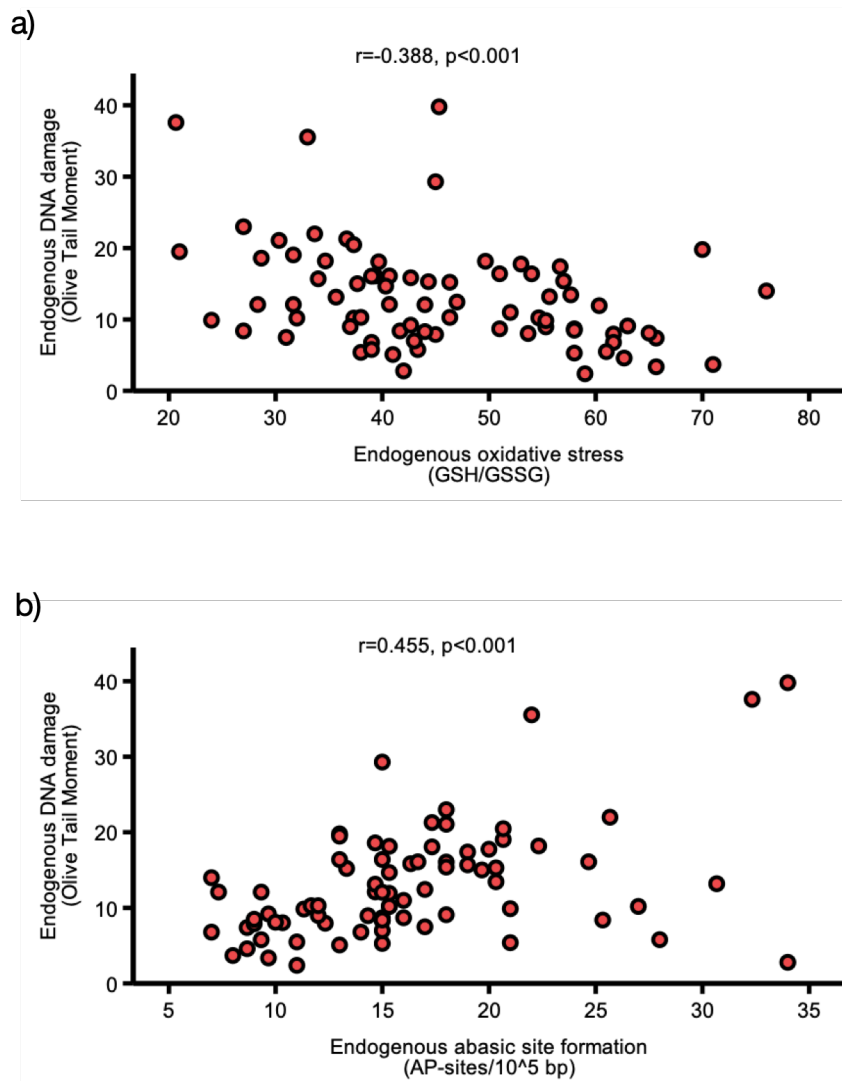 a)
r=-0.388, p<0.001
Endogenous DNA damage
(Olive Tail Moment)
40
30
20
10
0
20 30 40 50 60 70 80
Endogenous oxidative stress
(GSH/GSSG)
b)
r=0.455, p<0.001
Endogenous DNA damage
(Olive Tail Moment)
40
30
20
10
0
5 10 15 20 25 30 35
Endogenous abasic site formation
(AP-sites/10^5 bp)